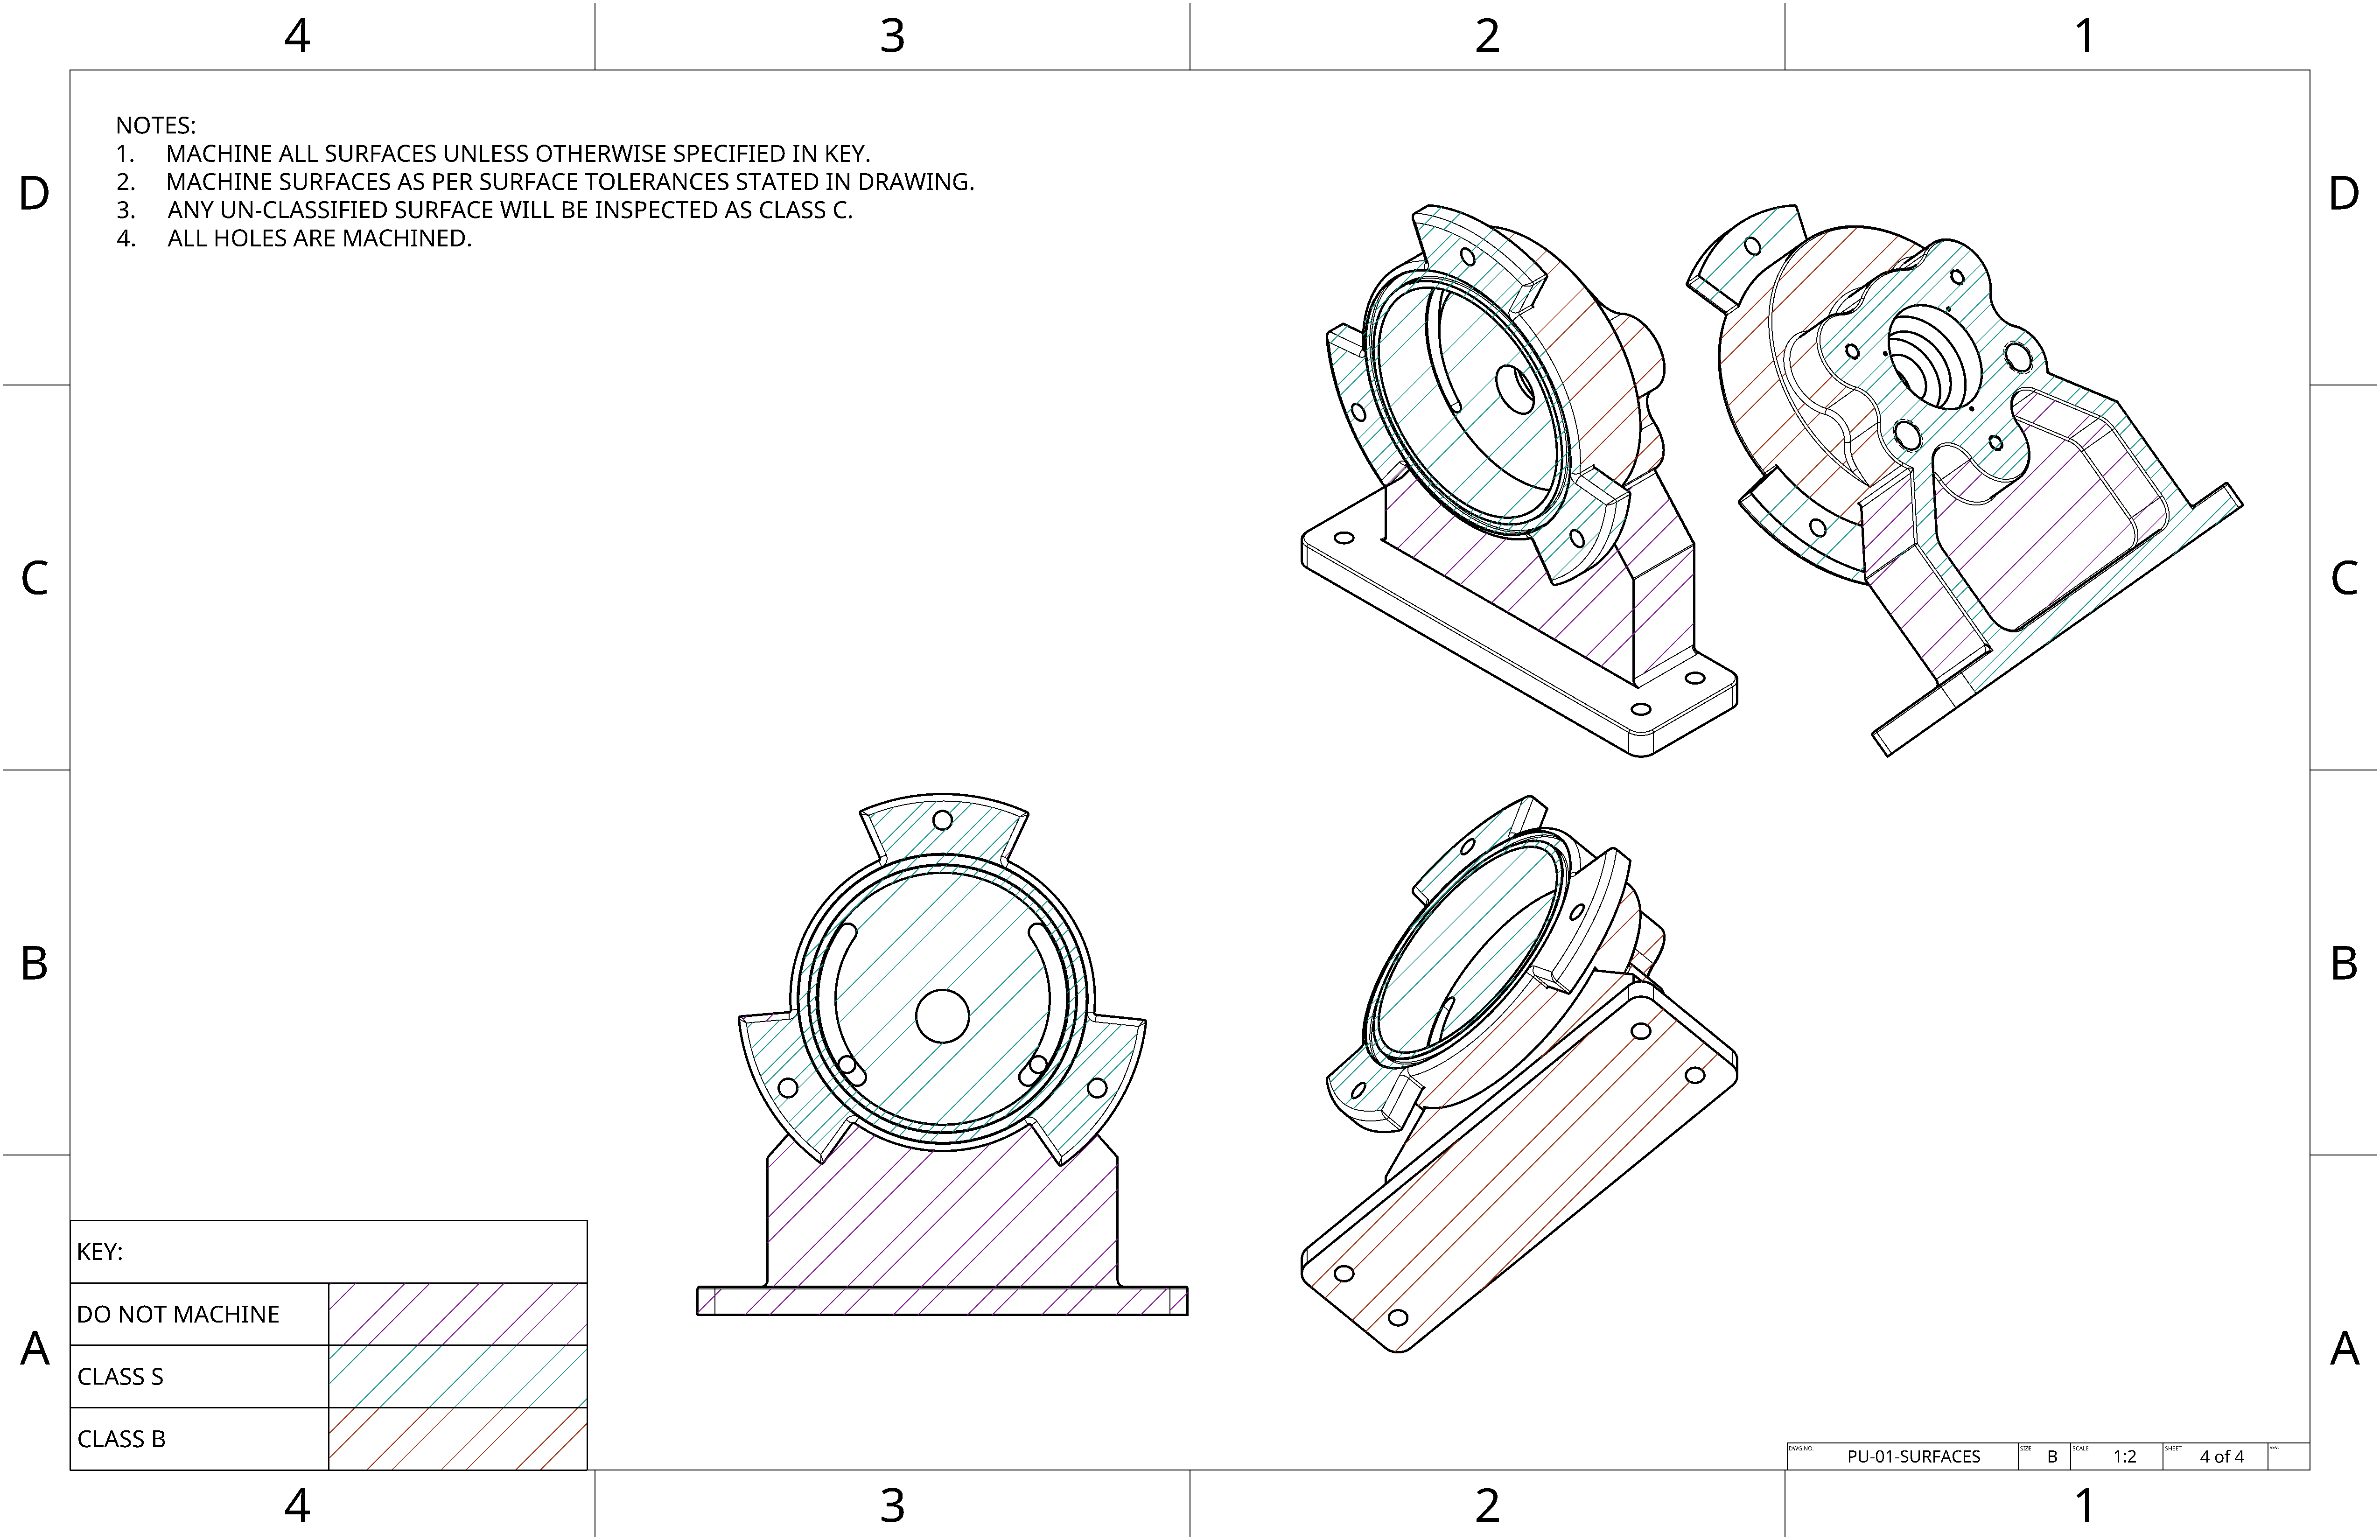 4 3 2 1
NOTES:
1. MACHINE ALL SURFACES UNLESS OTHERWISE SPECIFIED IN KEY.
2. MACHINE SURFACES AS PER SURFACE TOLERANCES STATED IN DRAWING.
3. ANY UN-CLASSIFIED SURFACE WILL BE INSPECTED AS CLASS C.
4. ALL HOLES ARE MACHINED.
D D
C C
B B
A A
KEY:
DO NOT MACHINE
CLASS S
CLASS B
DWG NO. PU-01-SURFACES SIZE B SCALE 1:2 SHEET 4 of 4 REV.
4 3 2 1